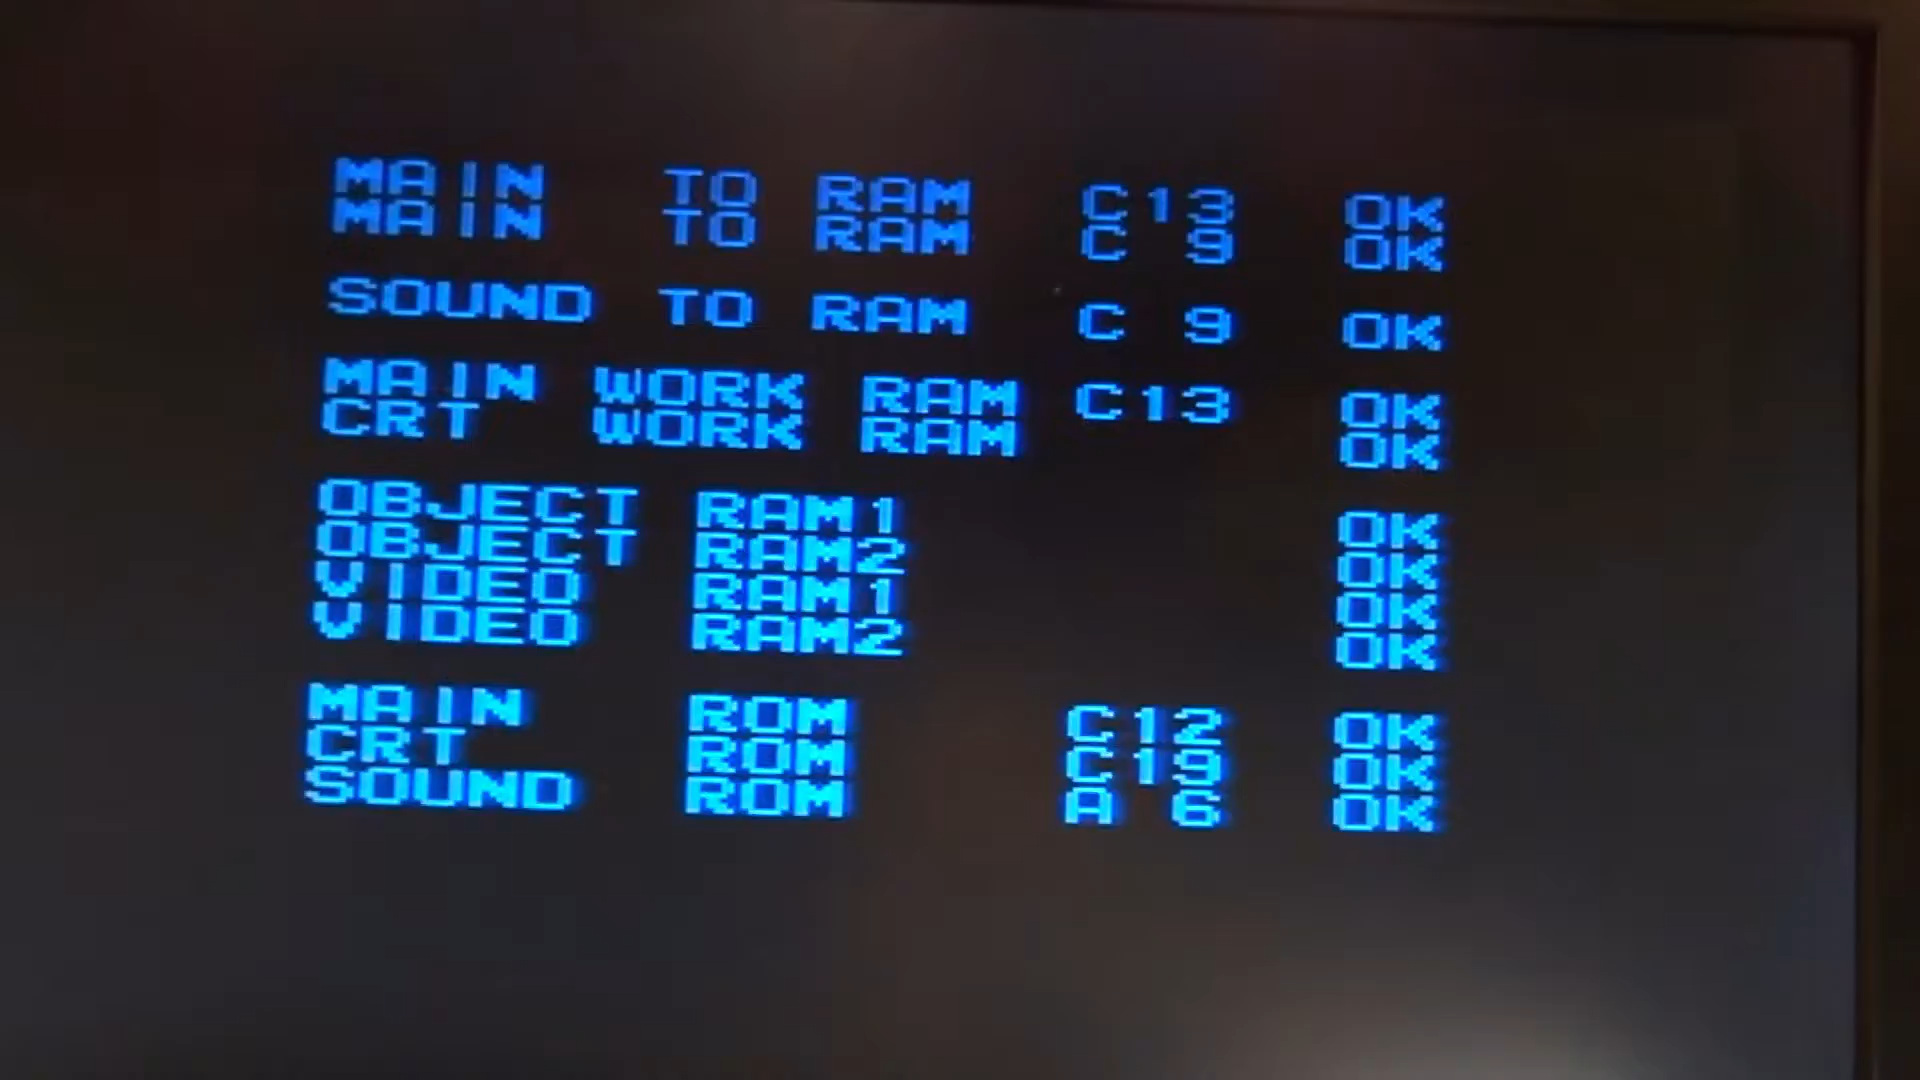 MAIN TO RAM C13 OK
MAIN TO RAM C 9 OK
SOUND TO RAM C 9 OK
MAIN WORK RAM C13 OK
CRT WORK RAM OK
OBJECT RAM1 OK
OBJECT RAM2 OK
VIDEO RAM1 OK
VIDEO RAM2 OK
MAIN ROM C12 OK
CRT ROM C19 OK
SOUND ROM A 6 OK